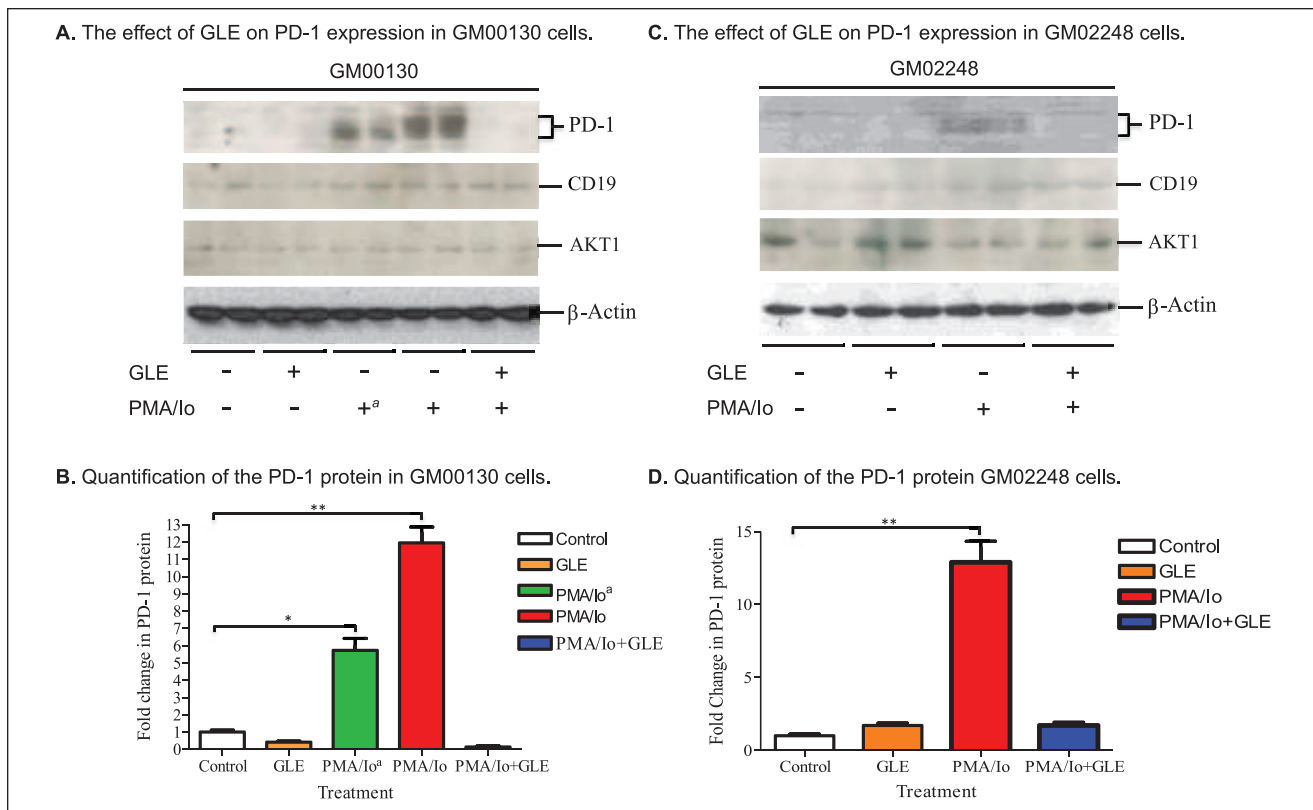 A. The effect of GLE on PD-1 expression in GM00130 cells.
GM00130
PD-1
CD19
AKT1
β-Actin
GLE - + - - +
PMA/Io - - +a + +
B. Quantification of the PD-1 protein in GM00130 cells.
Fold change in PD-1 protein
13
12
11
10
9
8
7
6
5
4
3
2
1
0
**
*
Control
GLE
PMA/Ioa
PMA/Io
PMA/Io+GLE
Control GLE PMA/Ioa PMA/Io PMA/Io+GLE
Treatment
C. The effect of GLE on PD-1 expression in GM02248 cells.
GM02248
PD-1
CD19
AKT1
β-Actin
GLE - + - +
PMA/Io - - + +
D. Quantification of the PD-1 protein GM02248 cells.
Fold Change in PD-1 protein
15
10
5
0
**
Control
GLE
PMA/Io
PMA/Io+GLE
Control GLE PMA/Io PMA/Io+GLE
Treatment